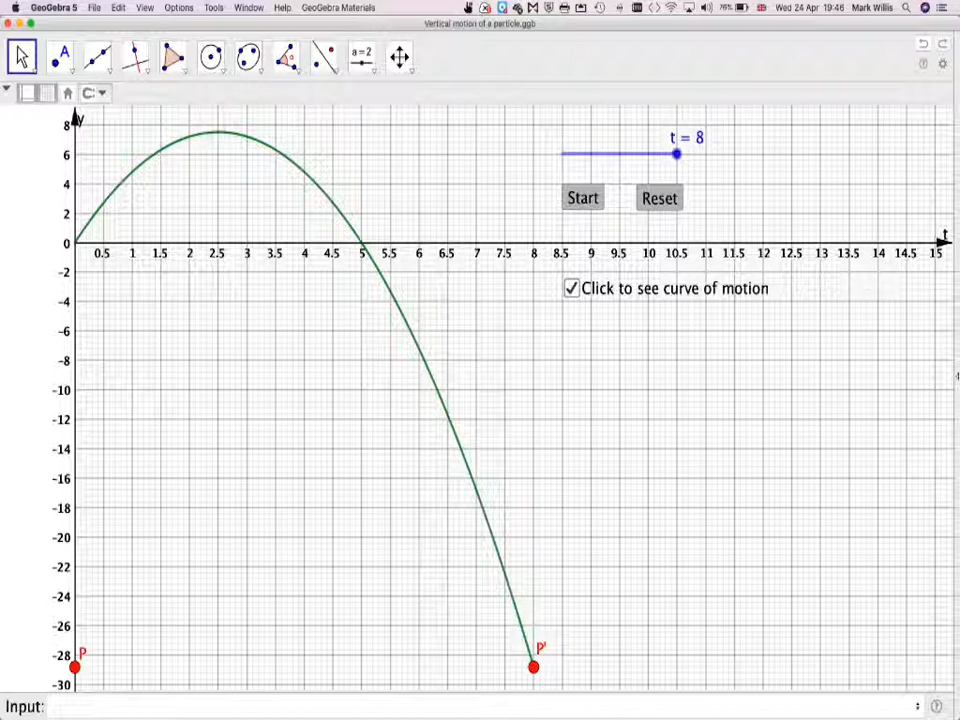 GeoGebra 5 File Edit View Options Tools Window Help GeoGebra Materials 76% Wed 24 Apr 19:46 Mark Willis
Vertical motion of a particle.ggb
A
a=2
y
8
t = 8
6
4
Start Reset
2
t
0
0.5 1 1.5 2 2.5 3 3.5 4 4.5 5 5.5 6 6.5 7 7.5 8 8.5 9 9.5 10 10.5 11 11.5 12 12.5 13 13.5 14 14.5 15
-2
Click to see curve of motion
-4
-6
-8
-10
-12
-14
-16
-18
-20
-22
-24
-26
P P'
-28
-30
Input: